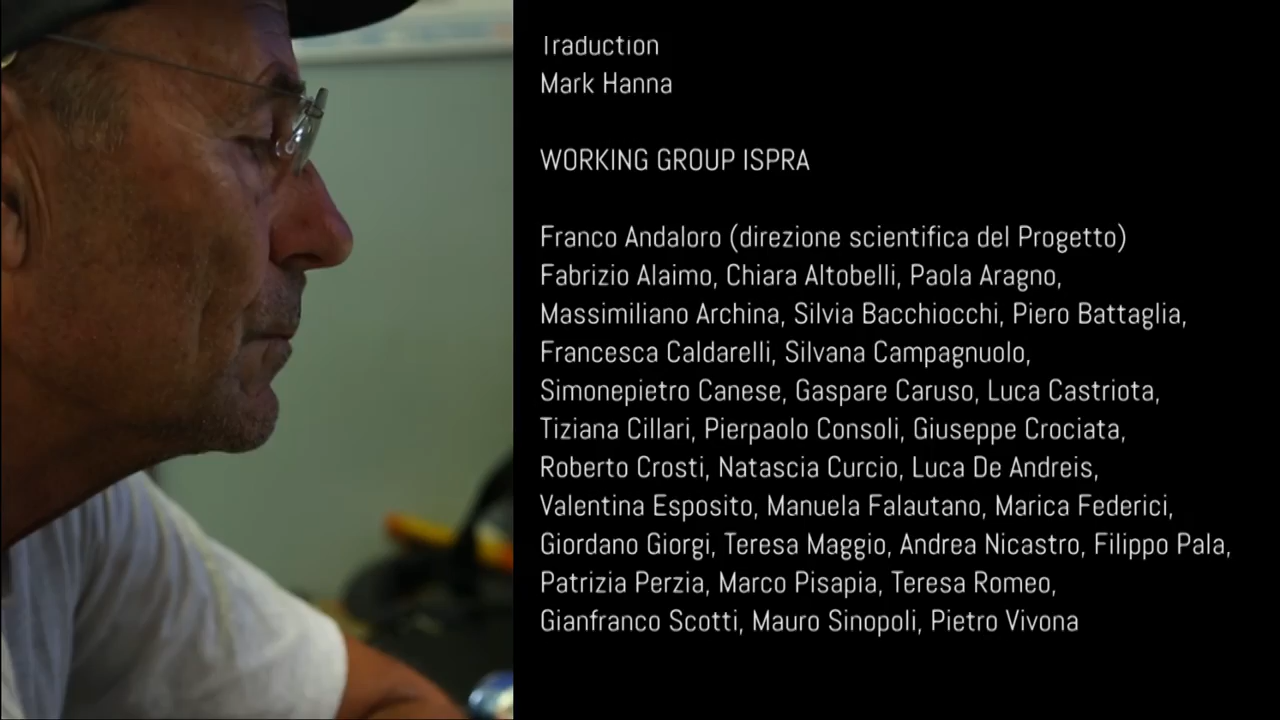 Traduction
Mark Hanna
WORKING GROUP ISPRA
Franco Andaloro (direzione scientifica del Progetto)
Fabrizio Alaimo, Chiara Altobelli, Paola Aragno,
Massimiliano Archina, Silvia Bacchiocchi, Piero Battaglia,
Francesca Caldarelli, Silvana Campagnuolo,
Simonepietro Canese, Gaspare Caruso, Luca Castriota,
Tiziana Cillari, Pierpaolo Consoli, Giuseppe Crociata,
Roberto Crosti, Natascia Curcio, Luca De Andreis,
Valentina Esposito, Manuela Falautano, Marica Federici,
Giordano Giorgi, Teresa Maggio, Andrea Nicastro, Filippo Pala,
Patrizia Perzia, Marco Pisapia, Teresa Romeo,
Gianfranco Scotti, Mauro Sinopoli, Pietro Vivona